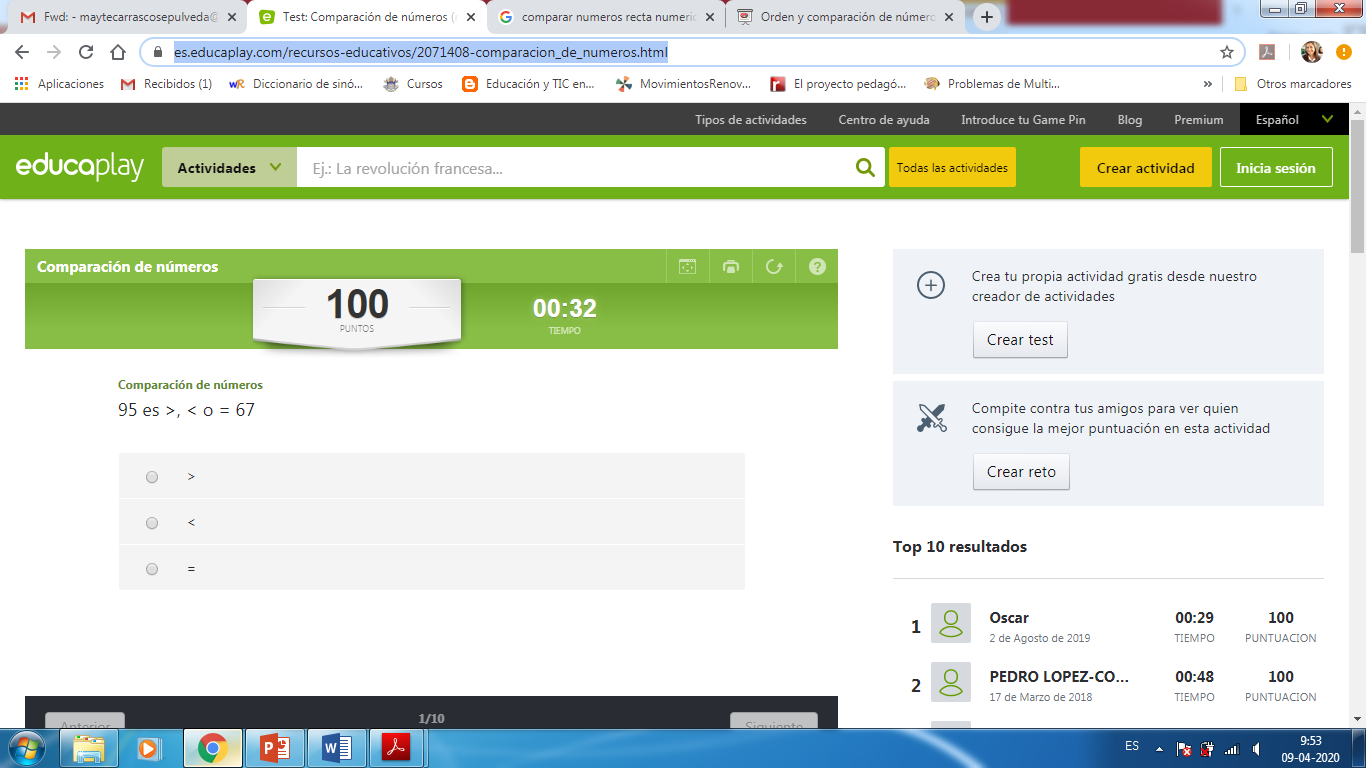 Fwd: - maytecarrascosepulveda@
Test: Comparación de números (
comparar numeros recta numeric
Orden y comparación de número
es.educaplay.com/recursos-educativos/2071408-comparacion_de_numeros.html
Aplicaciones
Recibidos (1)
Diccionario de sinó...
Cursos
Educación y TIC en...
MovimientosRenov...
El proyecto pedagó...
Problemas de Multi...
»
Otros marcadores
Tipos de actividades
Centro de ayuda
Introduce tu Game Pin
Blog
Premium
Español
educaplay
Actividades
Ej.: La revolución francesa...
Todas las actividades
Crear actividad
Inicia sesión
Comparación de números
100
PUNTOS
00:32
TIEMPO
Comparación de números
95 es >, < o = 67
>
<
=
Anterior
1/10
Siguiente
Crea tu propia actividad gratis desde nuestro
creador de actividades
Crear test
Compite contra tus amigos para ver quien
consigue la mejor puntuación en esta actividad
Crear reto
Top 10 resultados
1 Oscar 00:29 100
2 de Agosto de 2019 TIEMPO PUNTUACION
2 PEDRO LOPEZ-CO... 00:48 100
17 de Marzo de 2018 TIEMPO PUNTUACION
ES
9:53
09-04-2020